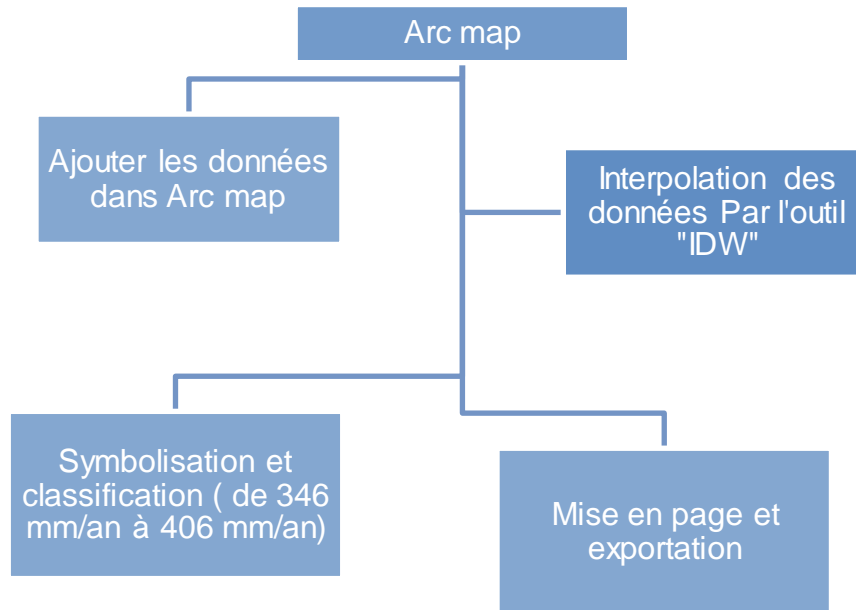 Arc map
Ajouter les données
dans Arc map
Interpolation des
données Par l'outil
"IDW"
Symbolisation et
classification ( de 346
mm/an à 406 mm/an)
Mise en page et
exportation